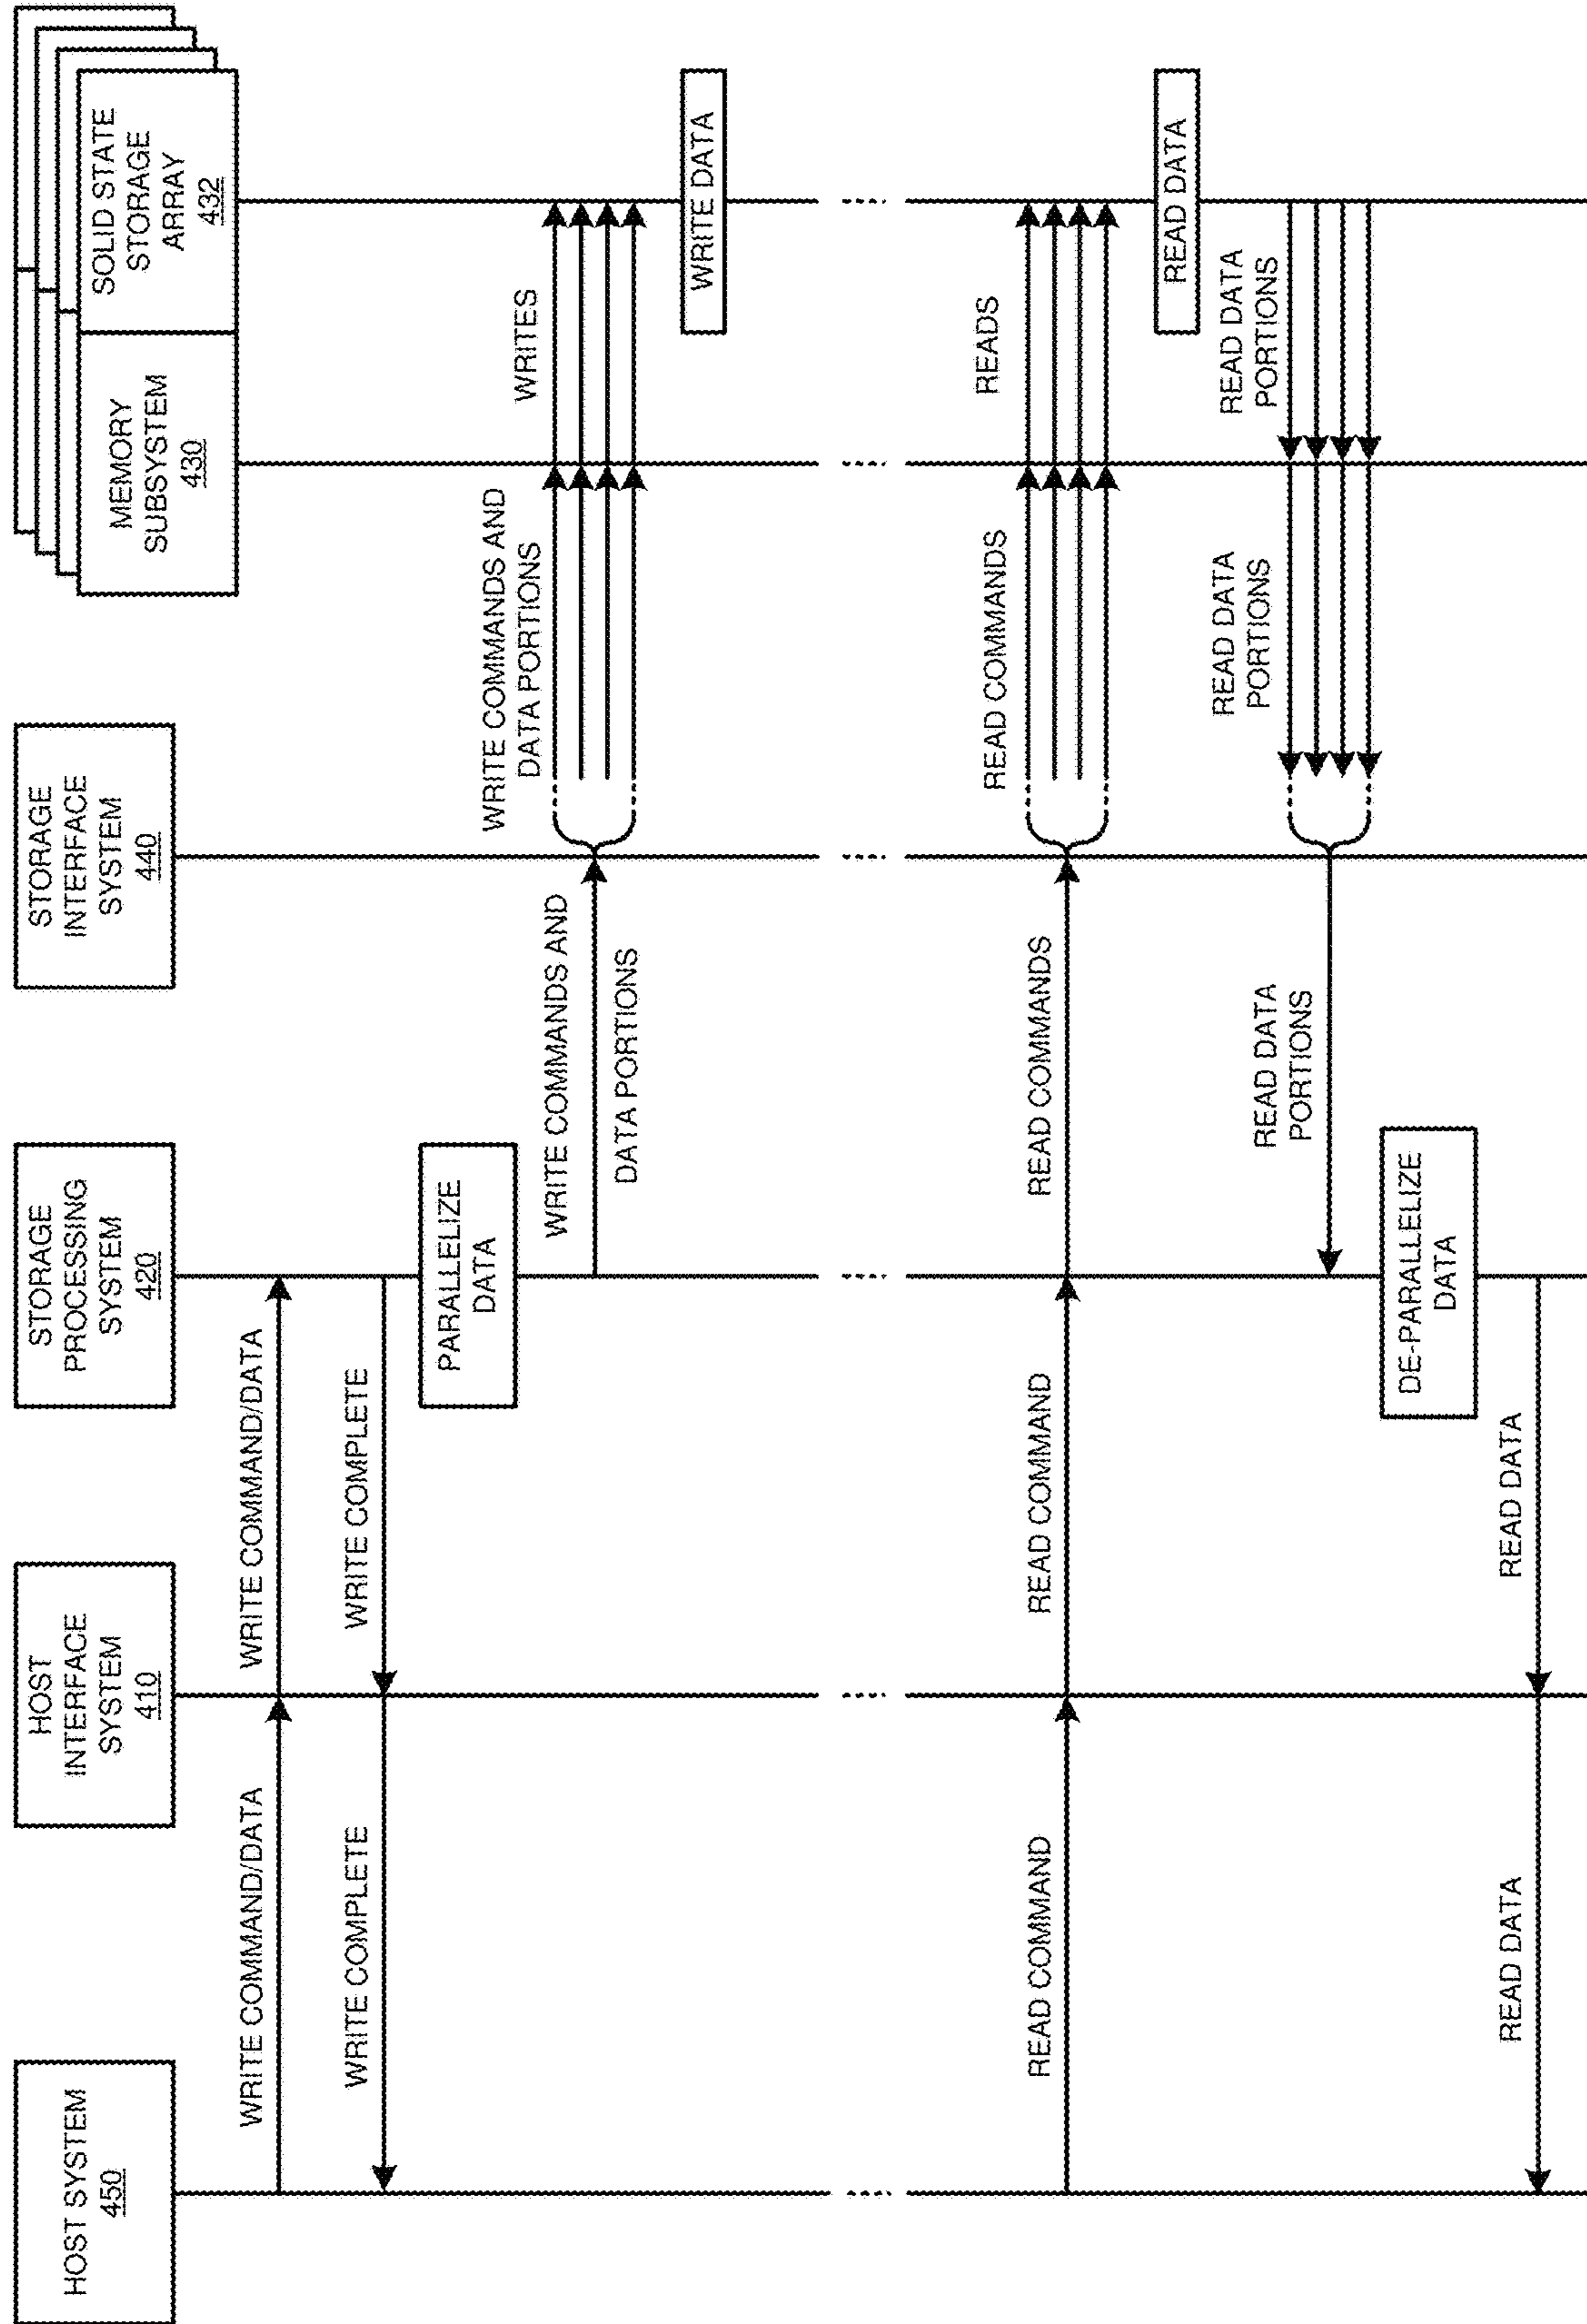 HOST SYSTEM
450
HOST
INTERFACE
SYSTEM
410
STORAGE
PROCESSING
SYSTEM
420
STORAGE
INTERFACE
SYSTEM
440
MEMORY
SUBSYSTEM
430
SOLID STATE
STORAGE
ARRAY
432
WRITE COMMAND/DATA
WRITE COMMAND/DATA
WRITE COMPLETE
WRITE COMPLETE
PARALLELIZE
DATA
WRITE COMMANDS AND
DATA PORTIONS
WRITE COMMANDS AND
DATA PORTIONS
WRITES
WRITE DATA
READ COMMAND
READ COMMAND
READ COMMANDS
READ COMMANDS
READS
READ DATA
READ DATA
PORTIONS
READ DATA
PORTIONS
READ DATA
PORTIONS
DE-PARALLELIZE
DATA
READ DATA
READ DATA